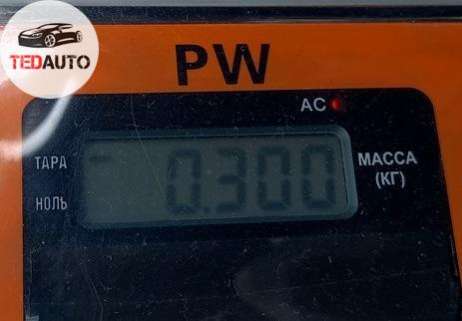 TEDAUTO
PW
AC
ТАРА
0.300
МАССА
(КГ)
НОЛЬ